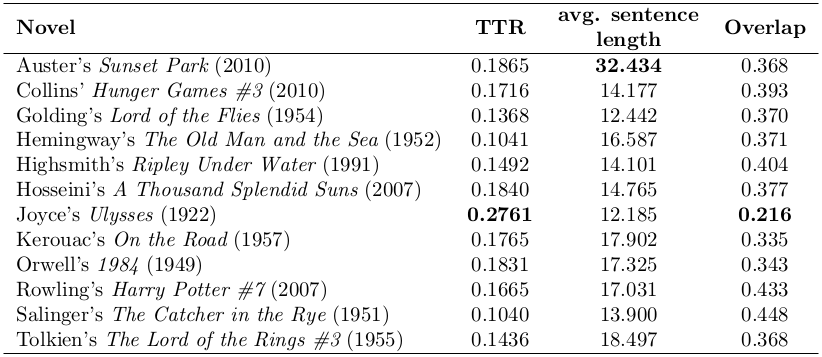 Novel TTR avg. sentence length Overlap
Auster's Sunset Park (2010) 0.1865 32.434 0.368
Collins' Hunger Games #3 (2010) 0.1716 14.177 0.393
Golding's Lord of the Flies (1954) 0.1368 12.442 0.370
Hemingway's The Old Man and the Sea (1952) 0.1041 16.587 0.371
Highsmith's Ripley Under Water (1991) 0.1492 14.101 0.404
Hosseini's A Thousand Splendid Suns (2007) 0.1840 14.765 0.377
Joyce's Ulysses (1922) 0.2761 12.185 0.216
Kerouac's On the Road (1957) 0.1765 17.902 0.335
Orwell's 1984 (1949) 0.1831 17.325 0.343
Rowling's Harry Potter #7 (2007) 0.1665 17.031 0.433
Salinger's The Catcher in the Rye (1951) 0.1040 13.900 0.448
Tolkien's The Lord of the Rings #3 (1955) 0.1436 18.497 0.368